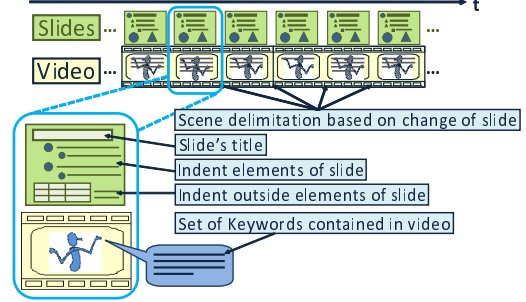 t
Slides ... ...
Video ... ...
Scene delimitation based on change of slide
Slide's title
Indent elements of slide
Indent outside elements of slide
Set of Keywords contained in video